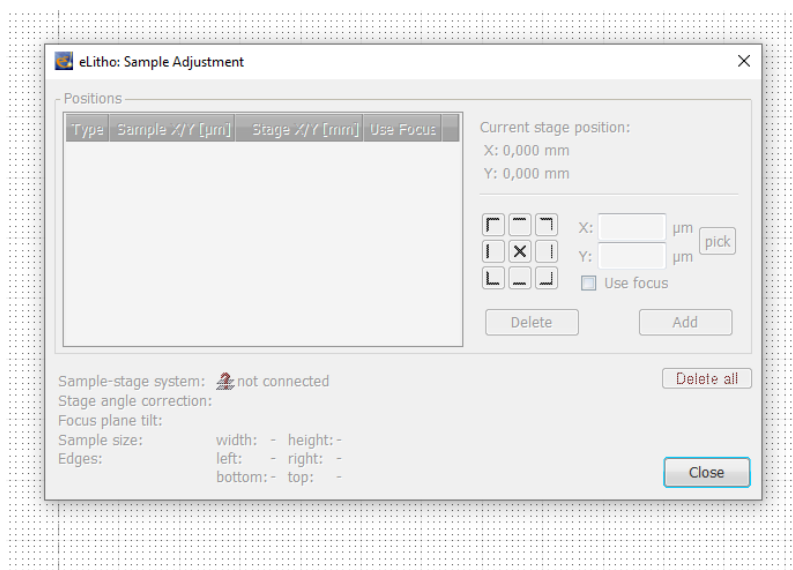 eLitho: Sample Adjustment
Positions
Type Sample X/Y [µm] Stage X/Y [mm] Use Focus
Current stage position:
X: 0,000 mm
Y: 0,000 mm
X: µm
pick
Y: µm
Use focus
Delete Add
Sample-stage system: not connected
Delete all
Stage angle correction:
Focus plane tilt:
Sample size: width: - height: -
Edges: left: - right: -
bottom: - top: -
Close